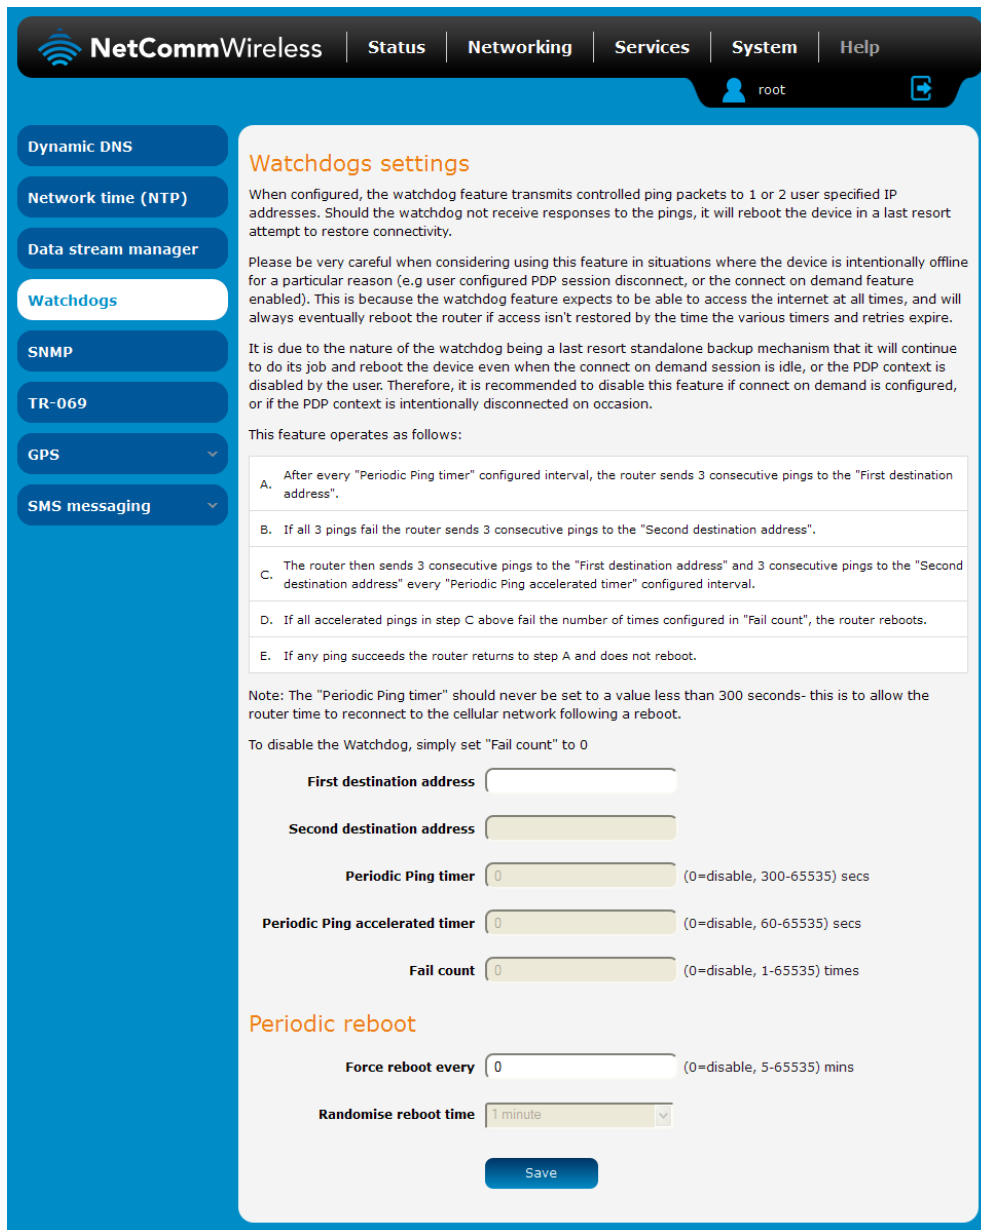 NetCommWireless Status Networking Services System Help
root
Dynamic DNS
Network time (NTP)
Data stream manager
Watchdogs
SNMP
TR-069
GPS
SMS messaging
Watchdogs settings
When configured, the watchdog feature transmits controlled ping packets to 1 or 2 user specified IP
addresses. Should the watchdog not receive responses to the pings, it will reboot the device in a last resort
attempt to restore connectivity.
Please be very careful when considering using this feature in situations where the device is intentionally offline
for a particular reason (e.g user configured PDP session disconnect, or the connect on demand feature
enabled). This is because the watchdog feature expects to be able to access the internet at all times, and will
always eventually reboot the router if access isn't restored by the time the various timers and retries expire.
It is due to the nature of the watchdog being a last resort standalone backup mechanism that it will continue
to do its job and reboot the device even when the connect on demand session is idle, or the PDP context is
disabled by the user. Therefore, it is recommended to disable this feature if connect on demand is configured,
or if the PDP context is intentionally disconnected on occasion.
This feature operates as follows:
A. After every "Periodic Ping timer" configured interval, the router sends 3 consecutive pings to the "First destination
address".
B. If all 3 pings fail the router sends 3 consecutive pings to the "Second destination address".
C. The router then sends 3 consecutive pings to the "First destination address" and 3 consecutive pings to the "Second
destination address" every "Periodic Ping accelerated timer" configured interval.
D. If all accelerated pings in step C above fail the number of times configured in "Fail count", the router reboots.
E. If any ping succeeds the router returns to step A and does not reboot.
Note: The "Periodic Ping timer" should never be set to a value less than 300 seconds- this is to allow the
router time to reconnect to the cellular network following a reboot.
To disable the Watchdog, simply set "Fail count" to 0
First destination address
Second destination address
Periodic Ping timer 0 (0=disable, 300-65535) secs
Periodic Ping accelerated timer 0 (0=disable, 60-65535) secs
Fail count 0 (0=disable, 1-65535) times
Periodic reboot
Force reboot every 0 (0=disable, 5-65535) mins
Randomise reboot time 1 minute
Save